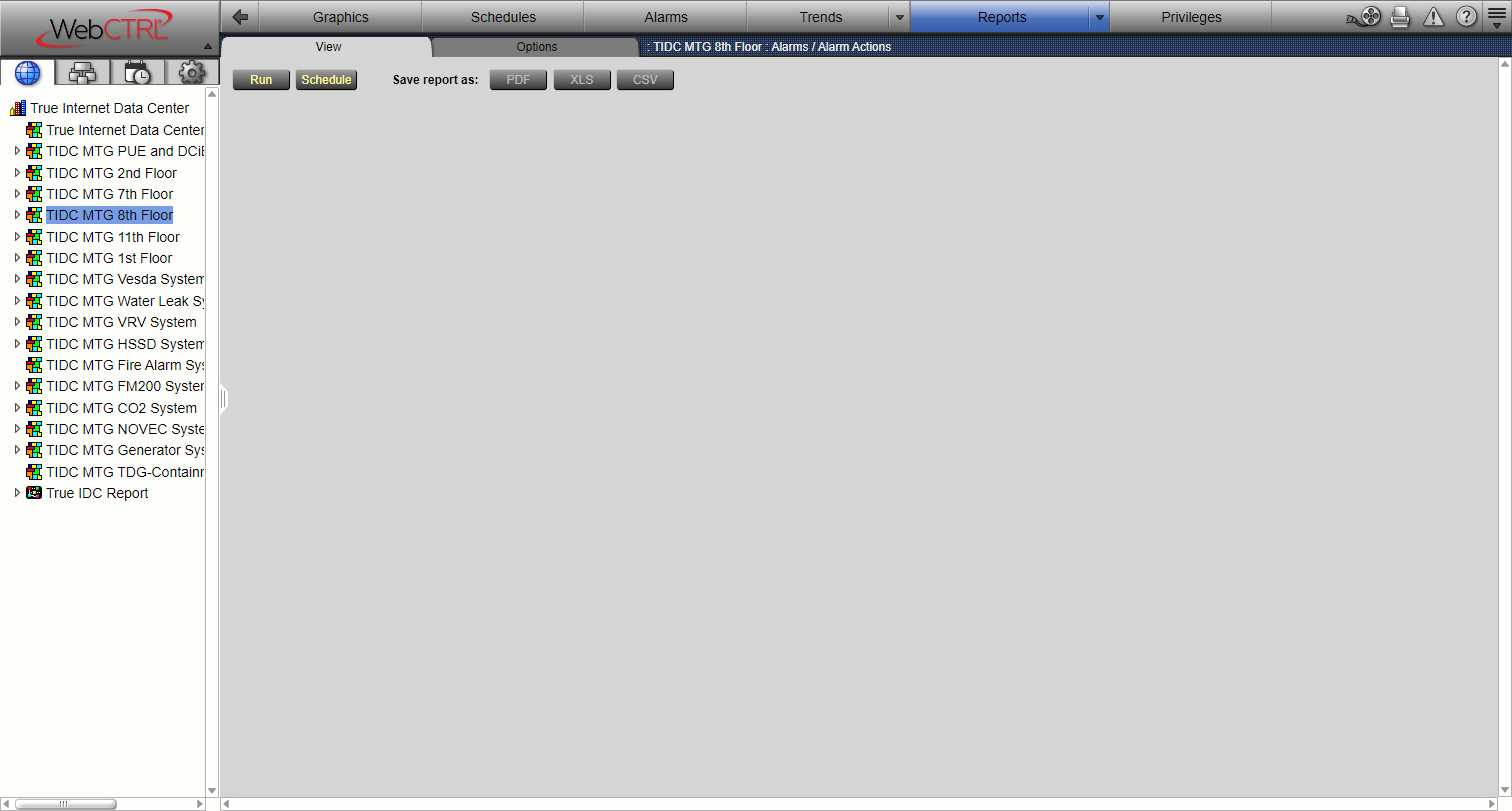 WebCTRL
Graphics Schedules Alarms Trends Reports Privileges
View Options : TIDC MTG 8th Floor : Alarms / Alarm Actions
Run Schedule Save report as: PDF XLS CSV
True Internet Data Center
True Internet Data Center
TIDC MTG PUE and DCiE
TIDC MTG 2nd Floor
TIDC MTG 7th Floor
TIDC MTG 8th Floor
TIDC MTG 11th Floor
TIDC MTG 1st Floor
TIDC MTG Vesda System
TIDC MTG Water Leak Sy
TIDC MTG VRV System
TIDC MTG HSSD System
TIDC MTG Fire Alarm Sys
TIDC MTG FM200 System
TIDC MTG CO2 System
TIDC MTG NOVEC Syste
TIDC MTG Generator Sys
TIDC MTG TDG-Contain
True IDC Report